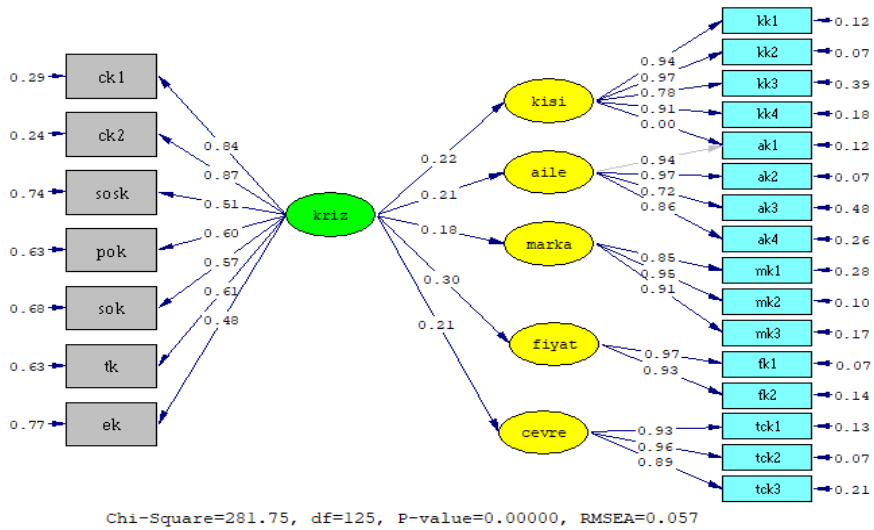 0.29 ck1
0.24 ck2
0.74 sosk
0.63 pok
0.68 sok
0.63 tk
0.77 ek
0.84
0.87
0.51
0.60
0.57
0.61
0.48
kriz
0.22
0.21
0.18
0.30
0.21
kisi
aile
marka
fiyat
cevre
0.94
0.97
0.78
0.91
0.00
0.94
0.97
0.72
0.86
0.85
0.95
0.91
0.97
0.93
0.93
0.96
0.89
kk1 0.12
kk2 0.07
kk3 0.39
kk4 0.18
ak1 0.12
ak2 0.07
ak3 0.48
ak4 0.26
mk1 0.28
mk2 0.10
mk3 0.17
fk1 0.07
fk2 0.14
tck1 0.13
tck2 0.07
tck3 0.21
Chi-Square=281.75, df=125, P-value=0.00000, RMSEA=0.057